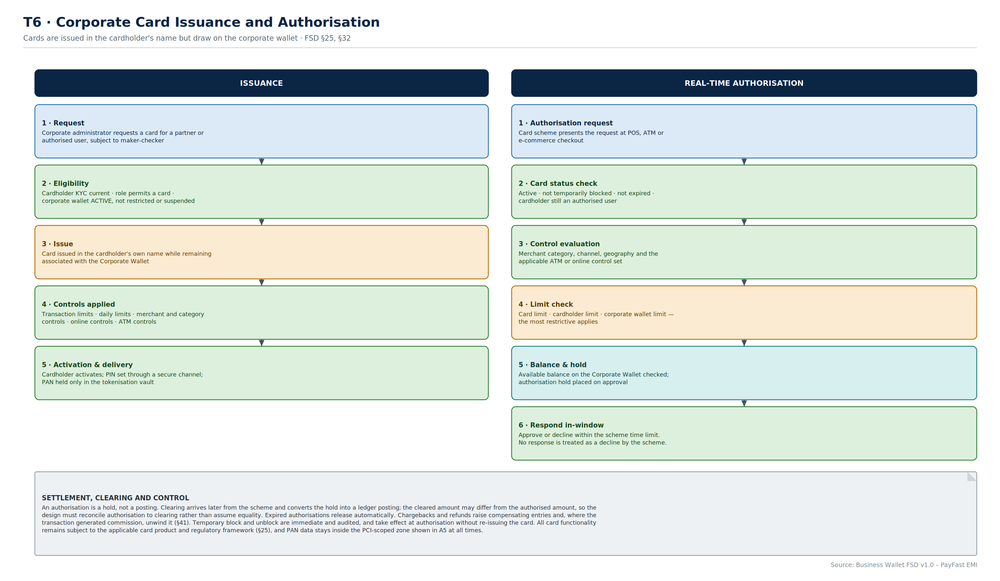 T6 · Corporate Card Issuance and Authorisation
Cards are issued in the cardholder's name but draw on the corporate wallet · FSD §25, §32
ISSUANCE
1 · Request
Corporate administrator requests a card for a partner or
authorised user, subject to maker-checker
2 · Eligibility
Cardholder KYC current · role permits a card ·
corporate wallet ACTIVE, not restricted or suspended
3 · Issue
Card issued in the cardholder's own name while remaining
associated with the Corporate Wallet
4 · Controls applied
Transaction limits · daily limits · merchant and category
controls · online controls · ATM controls
5 · Activation & delivery
Cardholder activates; PIN set through a secure channel;
PAN held only in the tokenisation vault
REAL-TIME AUTHORISATION
1 · Authorisation request
Card scheme presents the request at POS, ATM or
e-commerce checkout
2 · Card status check
Active · not temporarily blocked · not expired ·
cardholder still an authorised user
3 · Control evaluation
Merchant category, channel, geography and the
applicable ATM or online control set
4 · Limit check
Card limit · cardholder limit · corporate wallet limit —
the most restrictive applies
5 · Balance & hold
Available balance on the Corporate Wallet checked;
authorisation hold placed on approval
6 · Respond in-window
Approve or decline within the scheme time limit.
No response is treated as a decline by the scheme.
SETTLEMENT, CLEARING AND CONTROL
An authorisation is a hold, not a posting. Clearing arrives later from the scheme and converts the hold into a ledger posting; the cleared amount may differ from the authorised amount, so the
design must reconcile authorisation to clearing rather than assume equality. Expired authorisations release automatically. Chargebacks and refunds raise compensating entries and, where the
transaction generated commission, unwind it (§41). Temporary block and unblock are immediate and audited, and take effect at authorisation without re-issuing the card. All card functionality
remains subject to the applicable card product and regulatory framework (§25), and PAN data stays inside the PCI-scoped zone shown in A5 at all times.
Source: Business Wallet FSD v1.0 – PayFast EMI